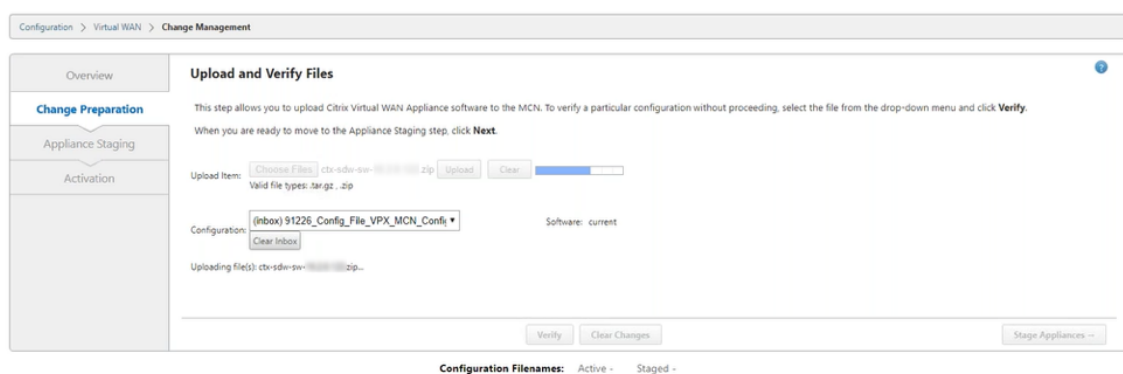 Configuration > Virtual WAN > Change Management
Overview
Change Preparation
Appliance Staging
Activation
Upload and Verify Files
?
This step allows you to upload Citrix Virtual WAN Appliance software to the MCN. To verify a particular configuration without proceeding, select the file from the drop-down menu and click Verify.
When you are ready to move to the Appliance Staging step, click Next.
Upload Item: Choose Files ctx-sdw-sw- .zip Upload Clear
Valid file types: .tar.gz , .zip
Configuration: (inbox) 91226_Config_File_VPX_MCN_Config Software: current
Clear Inbox
Uploading file(s): ctx-sdw-sw- zip...
Verify Clear Changes Stage Appliances →
Configuration Filenames: Active - Staged -